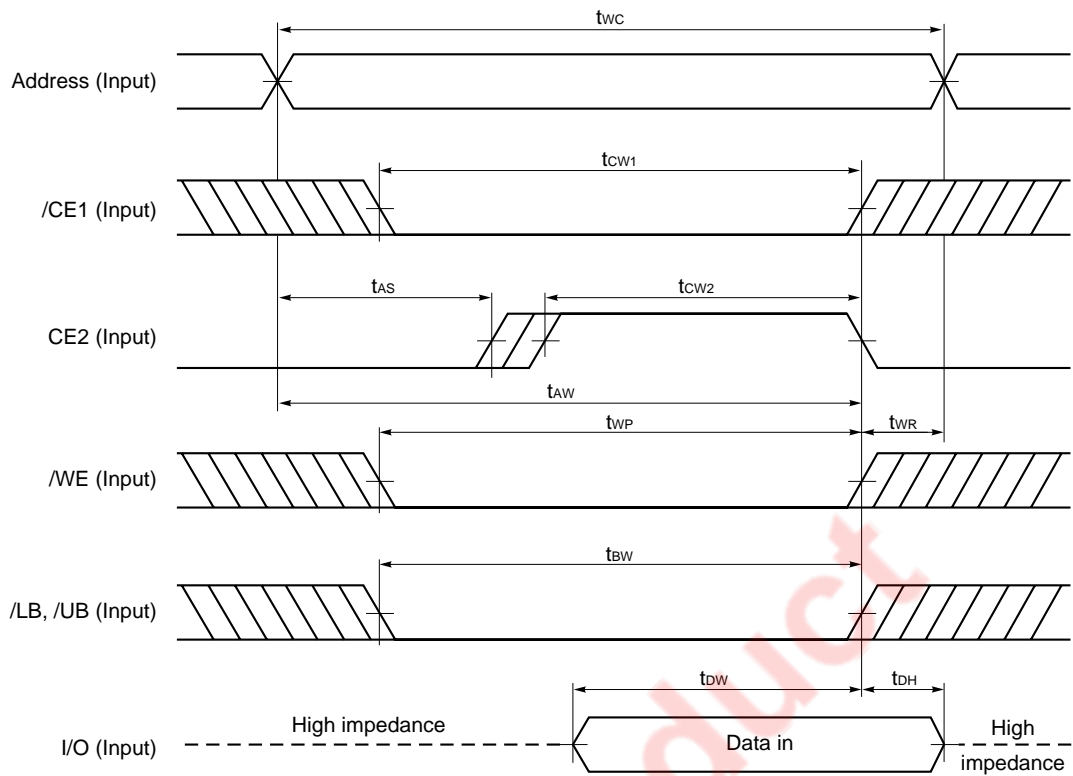 tWC
Address (Input)
tCW1
/CE1 (Input)
tAS
tCW2
CE2 (Input)
tAW
tWP
tWR
/WE (Input)
tBW
/LB, /UB (Input)
tDW
tDH
I/O (Input)
High impedance
Data in
High
impedance
duct